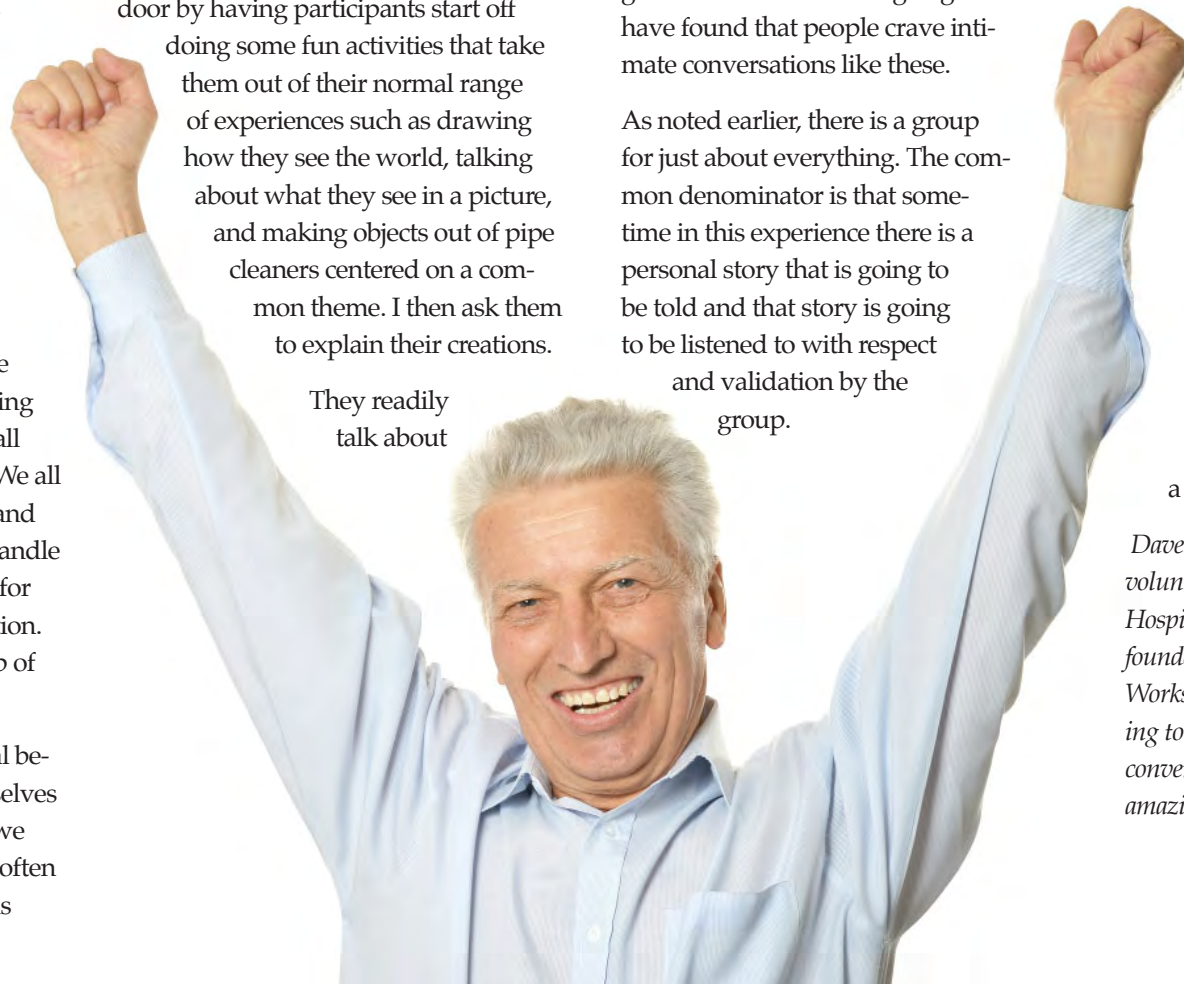 e
ing
all
We all
and
andle
for
tion.
p of
l be-
selves
we
often
s
door by having participants start off
doing some fun activities that take
them out of their normal range
of experiences such as drawing
how they see the world, talking
about what they see in a picture,
and making objects out of pipe
cleaners centered on a com-
mon theme. I then ask them
to explain their creations.
They readily
talk about
have found that people crave inti-
mate conversations like these.
As noted earlier, there is a group
for just about everything. The com-
mon denominator is that some-
time in this experience there is a
personal story that is going to
be told and that story is going
to be listened to with respect
and validation by the
group.
a
Dave
volun
Hospi
found
Works
ing to
conve
amazi